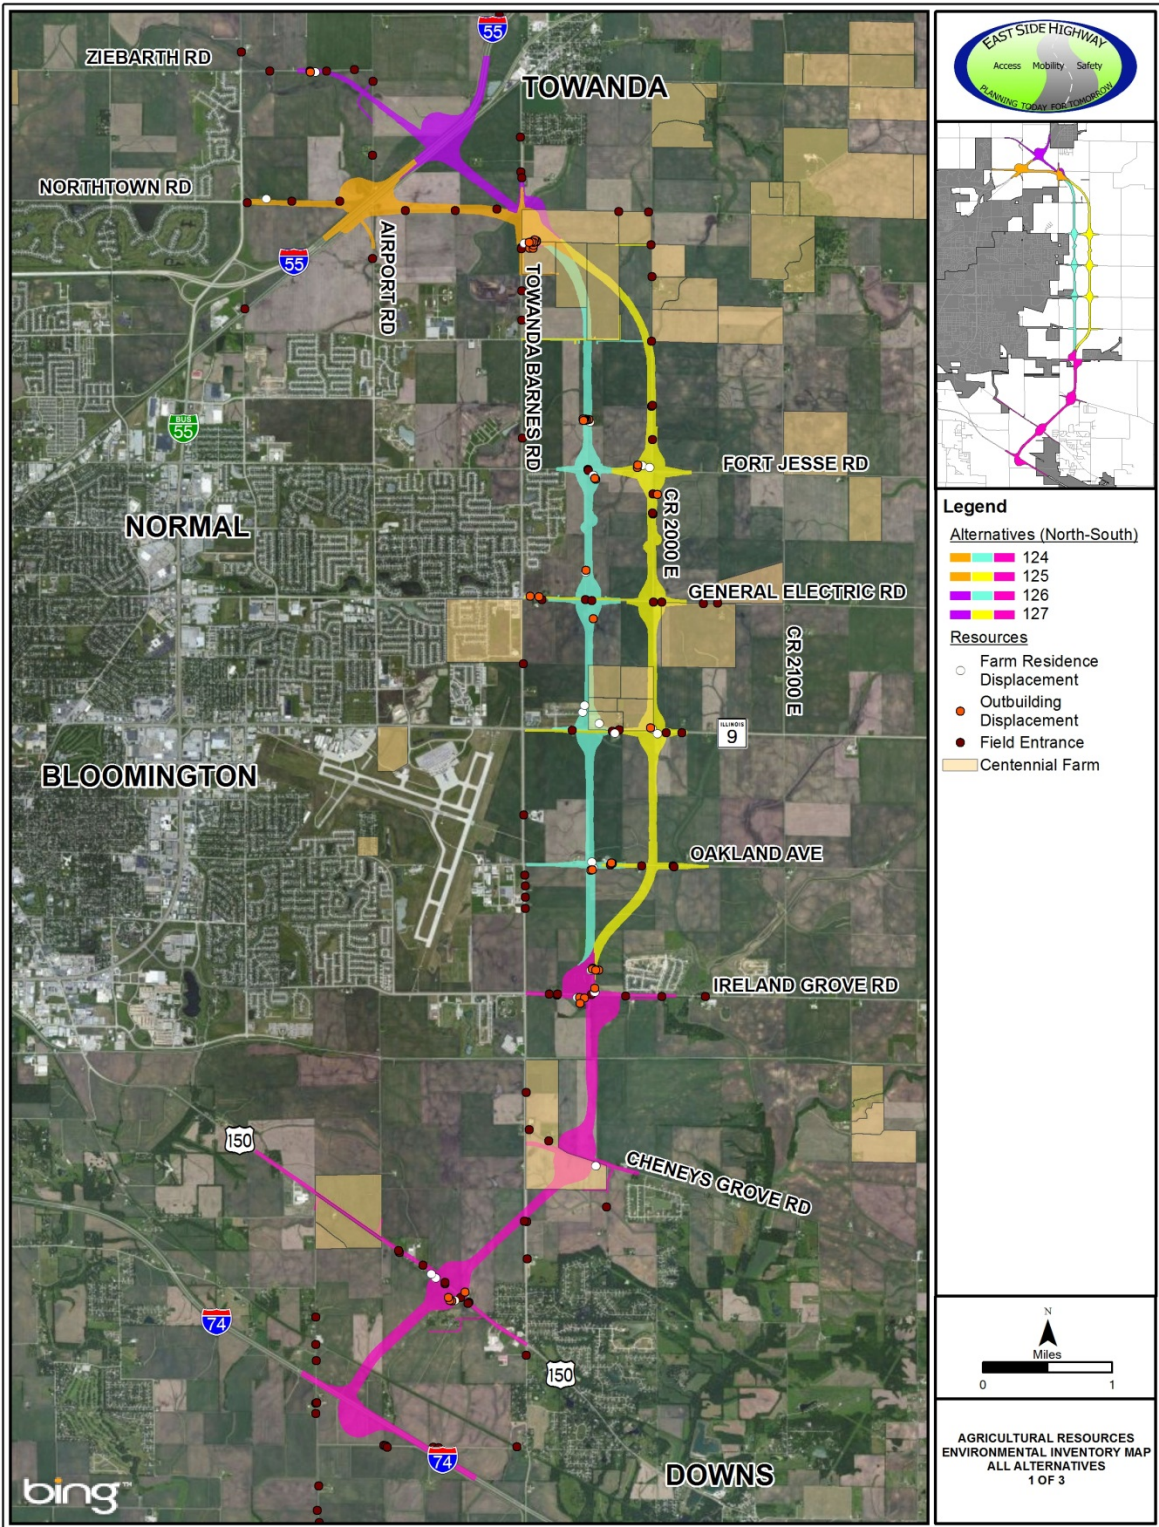 ZIEBARTH RD
55
TOWANDA
NORTHTOWN RD
AIRPORT RD
55
TOWANDA BARNES RD
BUS
55
FORT JESSE RD
NORMAL
CR 2000 E
GENERAL ELECTRIC RD
CR 2100 E
ILLINOIS
9
BLOOMINGTON
OAKLAND AVE
IRELAND GROVE RD
150
CHENEYS GROVE RD
74
150
74
DOWNS
bing™
EAST SIDE HIGHWAY
Access Mobility Safety
PLANNING TODAY FOR TOMORROW
Legend
Alternatives (North-South)
124
125
126
127
Resources
Farm Residence
Displacement
Outbuilding
Displacement
Field Entrance
Centennial Farm
N
Miles
0 1
AGRICULTURAL RESOURCES
ENVIRONMENTAL INVENTORY MAP
ALL ALTERNATIVES
1 OF 3